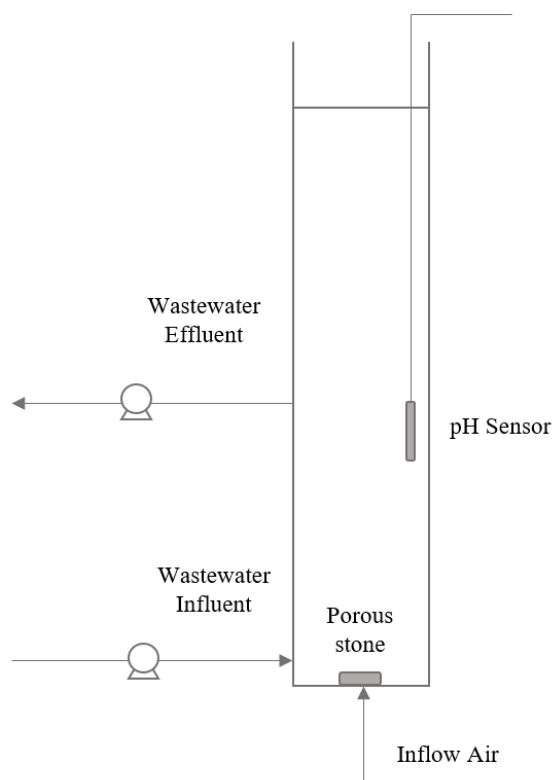 Wastewater
Effluent
pH Sensor
Wastewater
Influent
Porous
stone
Inflow Air